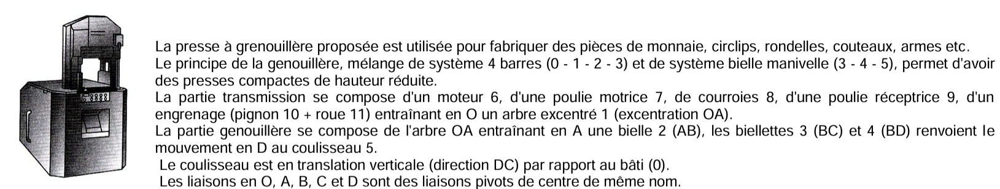 La presse à grenouillère proposée est utilisée pour fabriquer des pièces de monnaie, circlips, rondelles, couteaux, armes etc.
Le principe de la genouillère, mélange de système 4 barres (0 - 1 - 2 - 3) et de système bielle manivelle (3 - 4 - 5), permet d'avoir
des presses compactes de hauteur réduite.
La partie transmission se compose d'un moteur 6, d'une poulie motrice 7, de courroies 8, d'une poulie réceptrice 9, d'un
engrenage (pignon 10 + roue 11) entraînant en O un arbre excentré 1 (excentration OA).
La partie genouillère se compose de l'arbre OA entraînant en A une bielle 2 (AB), les biellettes 3 (BC) et 4 (BD) renvoient le
mouvement en D au coulisseau 5.
Le coulisseau est en translation verticale (direction DC) par rapport au bâti (0).
Les liaisons en O, A, B, C et D sont des liaisons pivots de centre de même nom.